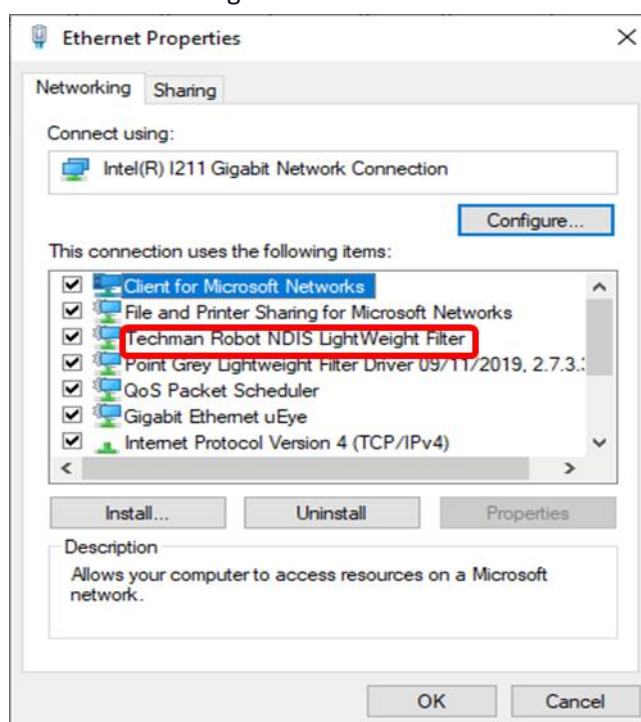 Ethernet Properties
Networking Sharing
Connect using:
Intel(R) I211 Gigabit Network Connection
Configure...
This connection uses the following items:
Client for Microsoft Networks
File and Printer Sharing for Microsoft Networks
Techman Robot NDIS LightWeight Filter
Point Grey Lightweight Filter Driver 09/11/2019, 2.7.3.
QoS Packet Scheduler
Gigabit Ethernet uEye
Internet Protocol Version 4 (TCP/IPv4)
Install... Uninstall Properties
Description
Allows your computer to access resources on a Microsoft
network.
OK Cancel